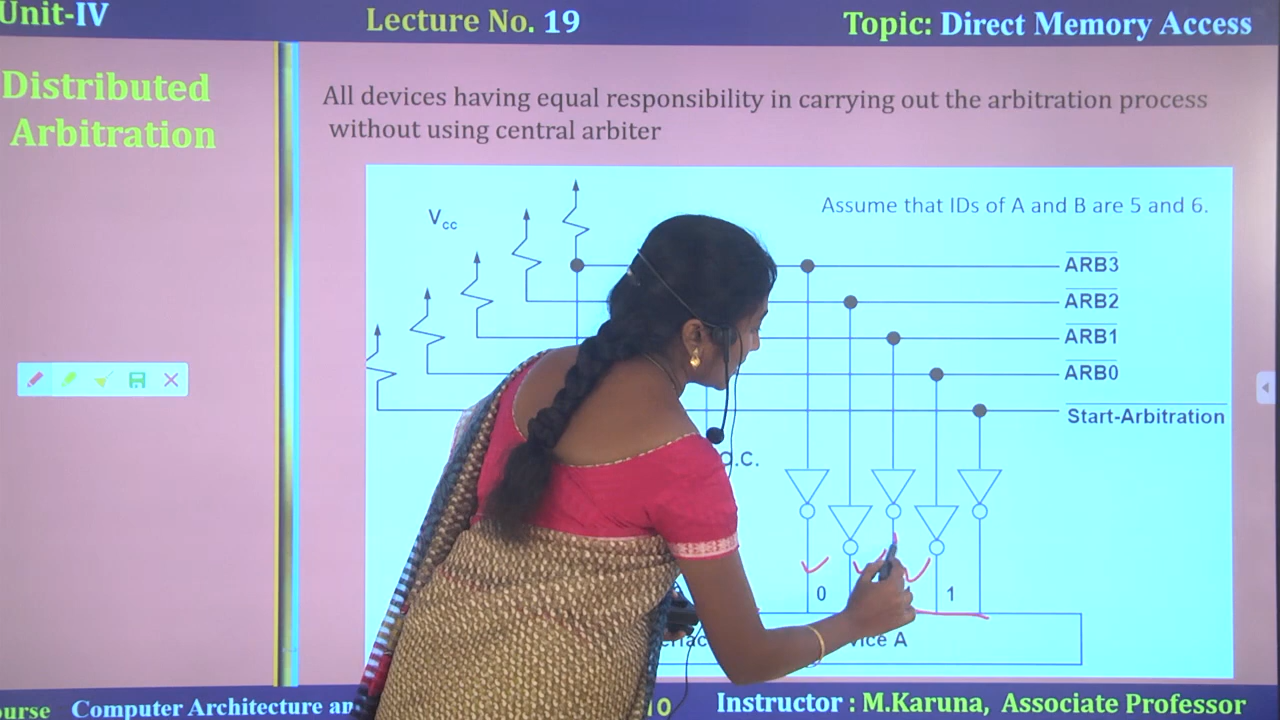 Unit-IV
Lecture No. 19
Topic: Direct Memory Access
Distributed
Arbitration
All devices having equal responsibility in carrying out the arbitration process
without using central arbiter
Vcc
Assume that IDs of A and B are 5 and 6.
ARB3
ARB2
ARB1
ARB0
Start-Arbitration
O.C.
0
1
A
Course Computer Architecture
Instructor : M.Karuna, Associate Professor